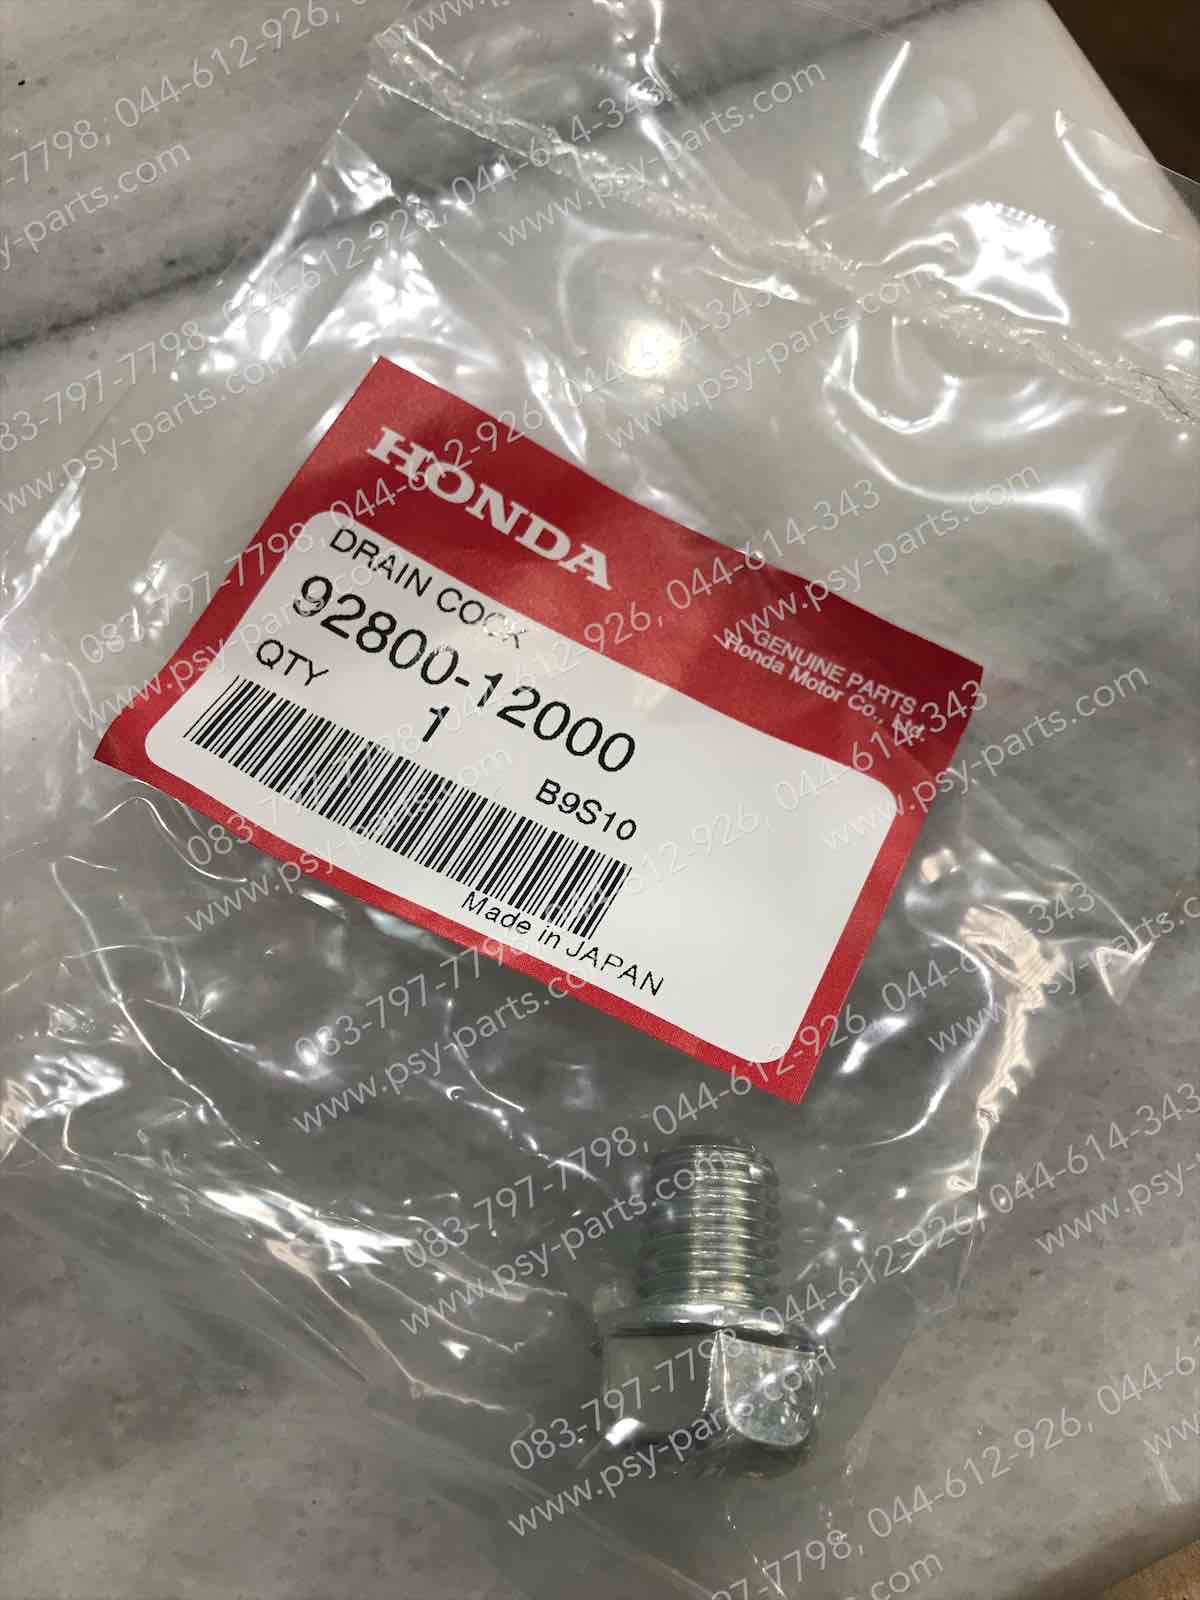 HONDA
GENUINE PARTS
Honda Motor Co., Ltd.
DRAIN COCK
92800-12000
QTY 1
B9S10
Made in JAPAN
083-797-7798, 044-612-926, 044-614-343
www.psy-parts.com